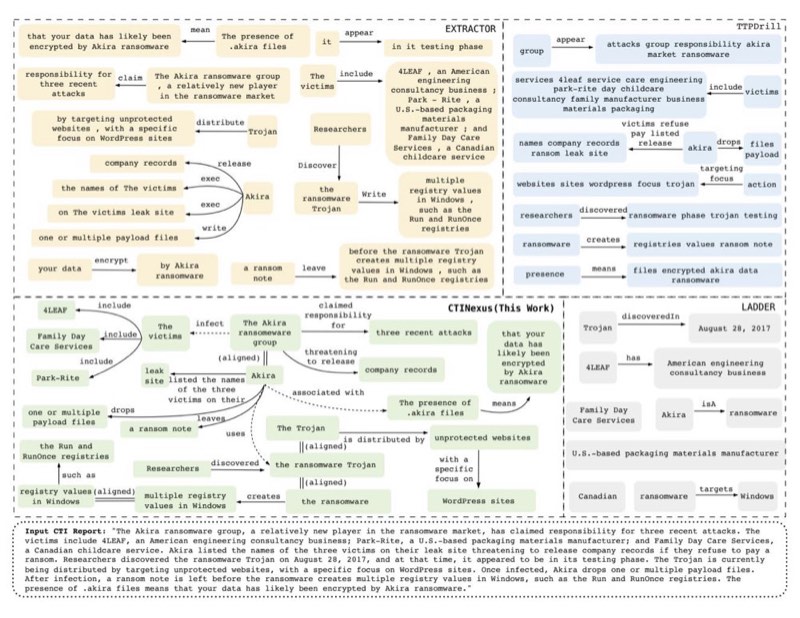 EXTRACTOR
that your data has likely been
encrypted by Akira ransomware
mean
The presence of
.akira files
it
appear
in it testing phase
responsibility for
three recent
attacks
claim
The Akira ransomware group
, a relatively new player
in the ransomware market
The
victims
include
4LEAF , an American
engineering
consultancy business ;
Park - Rite , a
U.S.-based packaging
materials
manufacturer ; and
Family Day Care
Services , a Canadian
childcare service
by targeting unprotected
websites , with a specific
focus on WordPress sites
distribute
Trojan
Researchers
Discover
the
ransomware
Trojan
Write
multiple
registry values
in Windows ,
such as the
Run and RunOnce
registries
company records
release
the names of The victims
exec
on The victims leak site
exec
one or multiple payload files
write
Akira
your data
encrypt
by Akira
ransomware
a ransom
note
leave
before the ransomware Trojan
creates multiple registry
values in Windows , such as
the Run and RunOnce registries
TTPDrill
group
appear
attacks group responsibility akira
market ransomware
services 4leaf service care engineering
park-rite day childcare
consultancy family manufacturer business
materials packaging
include
victims
names company records
ransom leak site
victims refuse
pay listed
release
akira
drops
files
payload
websites sites wordpress focus trojan
targeting
focus
action
researchers
discovered
ransomware phase trojan testing
ransomware
creates
registries values ransom note
presence
means
files encrypted akira data
ransomware
CTINexus(This Work)
4LEAF
include
Family Day
Care Services
include
Park-Rite
include
The
victims
infect
The Akira
ransomeware
group
claimed
responsibility
for
three recent attacks
threatening
to release
company records
(aligned)
Akira
leak
site
listed the names
of the three
victims on their
one or multiple
payload files
drops
a ransom note
leaves
uses
associated with
The presence of
.akira files
means
that your
data has
likely been
encrypted
by Akira
ransomware
The Trojan
is distributed by
unprotected websites
with a
specific
focus on
WordPress sites
(aligned)
Researchers
discovered
the ransomware Trojan
(aligned)
the ransomware
creates
multiple registry
values in Windows
(aligned)
registry values
in Windows
such as
the Run and
RunOnce registries
LADDER
Trojan
discoveredIn
August 28, 2017
4LEAF
has
American engineering
consultancy business
Family Day
Care Services
Akira
isA
ransomware
U.S.-based packaging materials manufacturer
Canadian
ransomware
targets
Windows
Input CTI Report: "The Akira ransomware group, a relatively new player in the ransomware market, has claimed responsibility for three recent attacks. The
victims include 4LEAF, an American engineering consultancy business; Park-Rite, a U.S.-based packaging materials manufacturer; and Family Day Care Services,
a Canadian childcare service. Akira listed the names of the three victims on their leak site threatening to release company records if they refuse to pay a
ransom. Researchers discovered the ransomware Trojan on August 28, 2017, and at that time, it appeared to be in its testing phase. The Trojan is currently
being distributed by targeting unprotected websites, with a specific focus on WordPress sites. Once infected, Akira drops one or multiple payload files.
After infection, a ransom note is left before the ransomware creates multiple registry values in Windows, such as the Run and RunOnce registries. The
presence of .akira files means that your data has likely been encrypted by Akira ransomware."